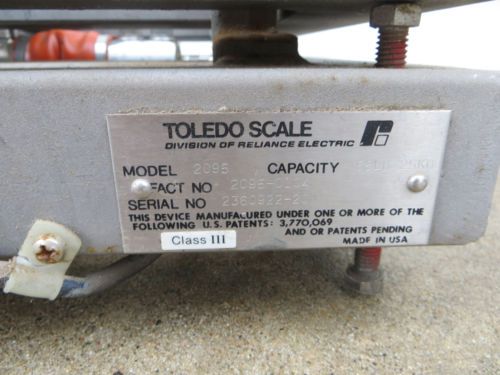 TOLEDO SCALE
DIVISION OF RELIANCE ELECTRIC
MODEL 2095 CAPACITY
FACT NO
SERIAL NO
THIS DEVICE MANUFACTURED UNDER ONE OR MORE OF THE
FOLLOWING U.S. PATENTS: 3,770,069
AND OR PATENTS PENDING
Class III
MADE IN USA